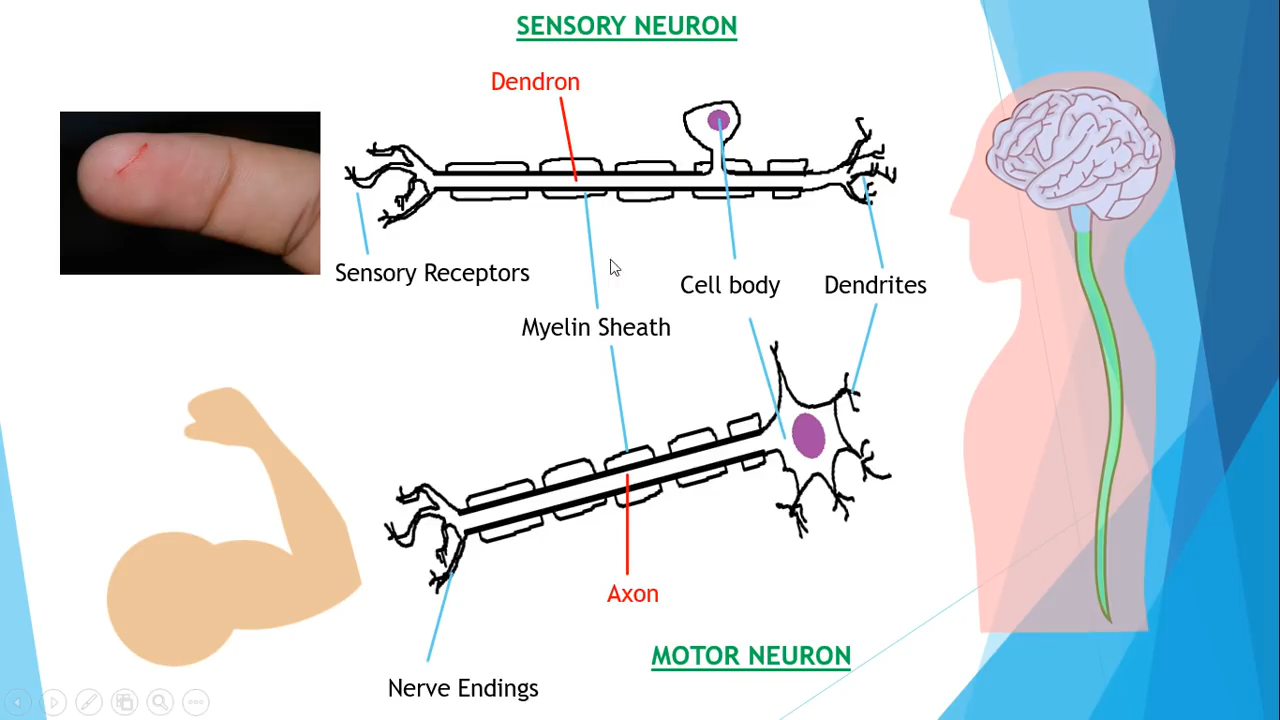 SENSORY NEURON
Dendron
Sensory Receptors
Cell body
Dendrites
Myelin Sheath
Axon
MOTOR NEURON
Nerve Endings